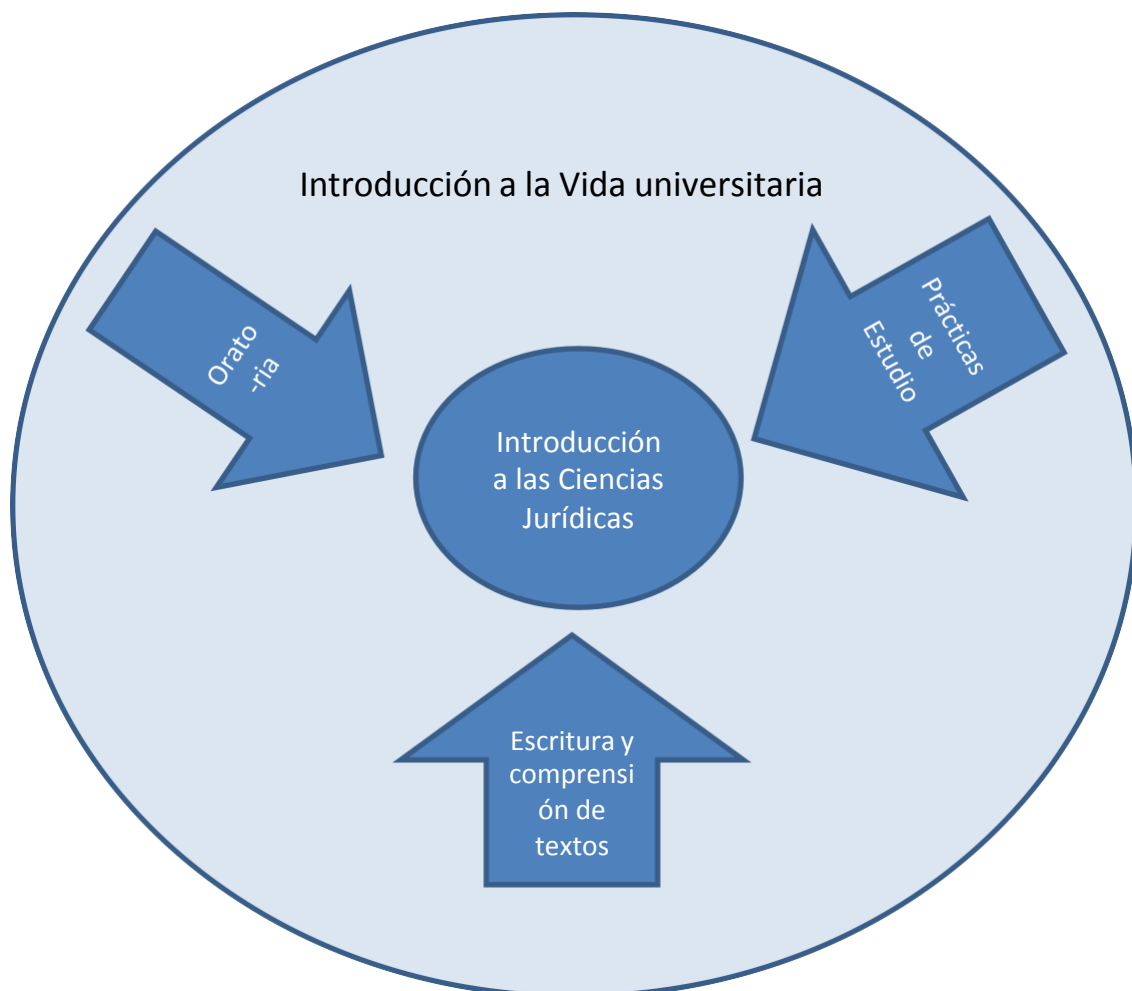 Introducción a la Vida universitaria
Orato
-ria
Prácticas
de
Estudio
Introducción
a las Ciencias
Jurídicas
Escritura y
comprensi
ón de
textos